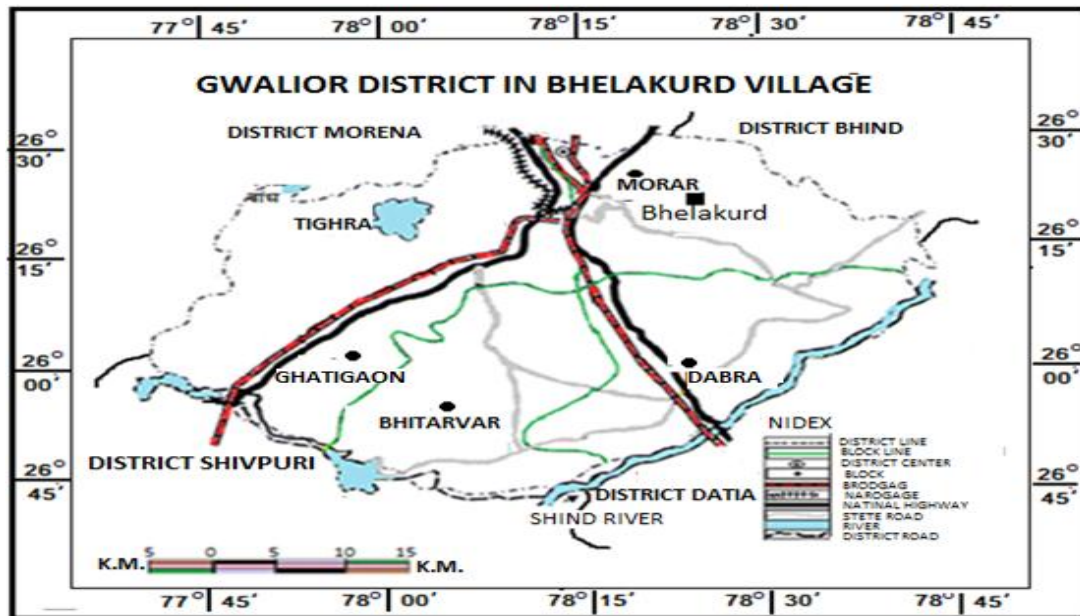 77° 45′ 78° 00 78° 15′ 78° 30′ 78° 45′
GWALIOR DISTRICT IN BHELAKURD VILLAGE
DISTRICT MORENA
DISTRICT BHIND
26° 30′
26° 30′
MORAR
Bhelakurd
TIGHRA
26° 15′
26° 15′
26° 00′
26° 00′
GHATIGAON
DABRA
BHITARVAR
NIDEX
DISTRICT LINE
BLOCK LINE
DISTRICT CENTER
BLOCK
BRODGAG
NAROGAGE
NATINAL HIGHWAY
STETE ROAD
RIVER
DISTRICT ROAD
DISTRICT SHIVPURI
26° 45′
26° 45′
DISTRICT DATIA
SHIND RIVER
5 0 5 10 15
K.M. K.M.
77° 45′ 78° 00′ 78° 15′ 78° 30′ 78° 45′